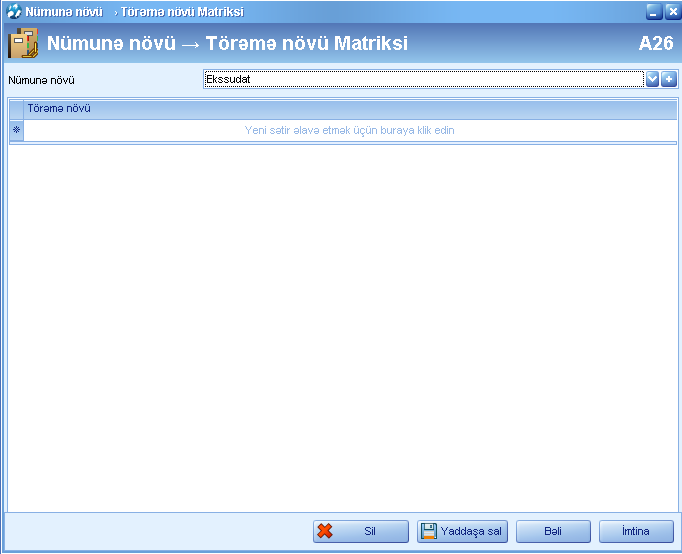 Nümunə növü → Törəmə növü Matriksi
Nümunə növü → Törəmə növü Matriksi
A26
Nümunə növü
Ekssudat
Törəmə növü
Yeni sətir əlavə etmək üçün buraya klik edin
Sil
Yaddaşa sal
Bəli
İmtina